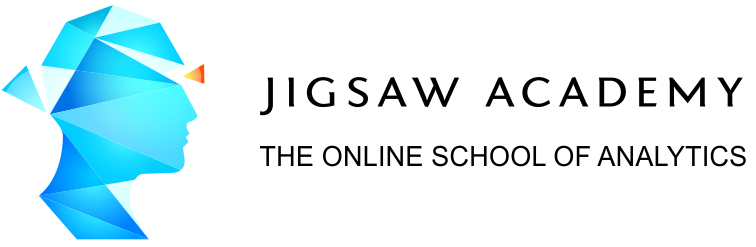 JIGSAW ACADEMY
THE ONLINE SCHOOL OF ANALYTICS